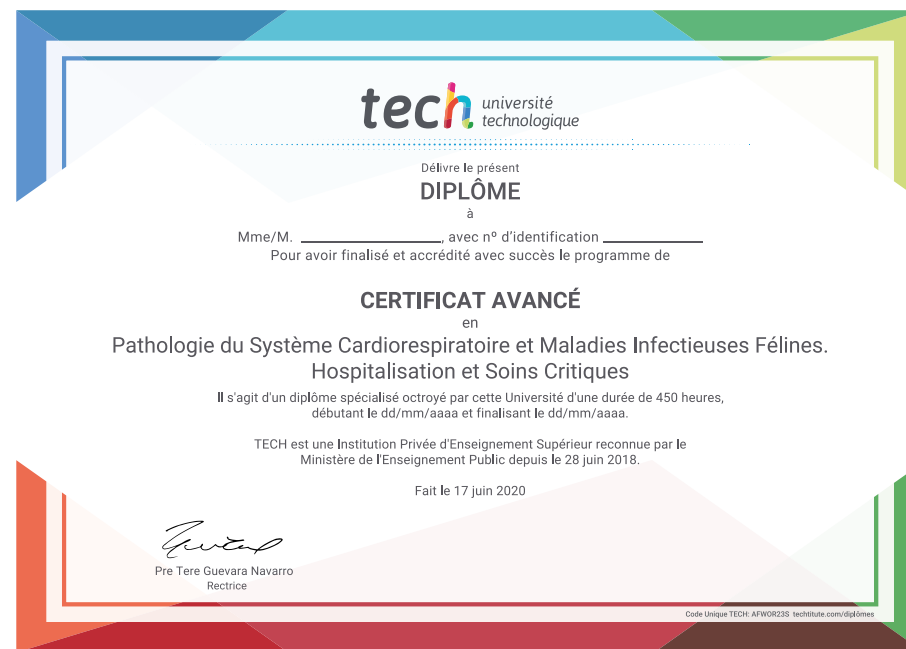 tech université
technologique
Délivre le présent
DIPLÔME
à
Mme/M. ____________________, avec nº d'identification ______________
Pour avoir finalisé et accrédité avec succès le programme de
CERTIFICAT AVANCÉ
en
Pathologie du Système Cardiorespiratoire et Maladies Infectieuses Félines.
Hospitalisation et Soins Critiques
Il s'agit d'un diplôme spécialisé octroyé par cette Université d'une durée de 450 heures,
débutant le dd/mm/aaaa et finalisant le dd/mm/aaaa.
TECH est une Institution Privée d'Enseignement Supérieur reconnue par le
Ministère de l'Enseignement Public depuis le 28 juin 2018.
Fait le 17 juin 2020
Pre Tere Guevara Navarro
Rectrice
Code Unique TECH: AFWOR23S techtitute.com/diplômes